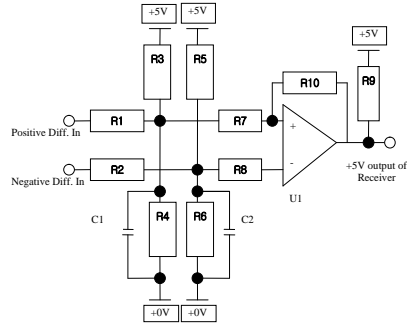 +5V
+5V
+5V
R3
R5
R9
R10
R1
R7
+
Positive Diff. In
R2
R8
-
Negative Diff. In
U1
+5V output of
Receiver
C1
R4
R6
C2
+0V
+0V